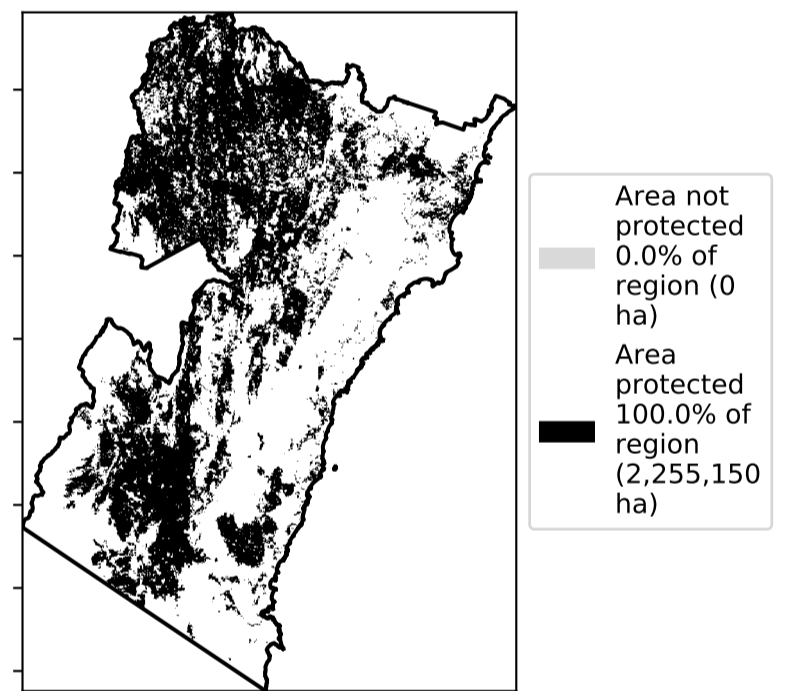 Area not
protected
0.0% of
region (0
ha)
Area
protected
100.0% of
region
(2,255,150
ha)